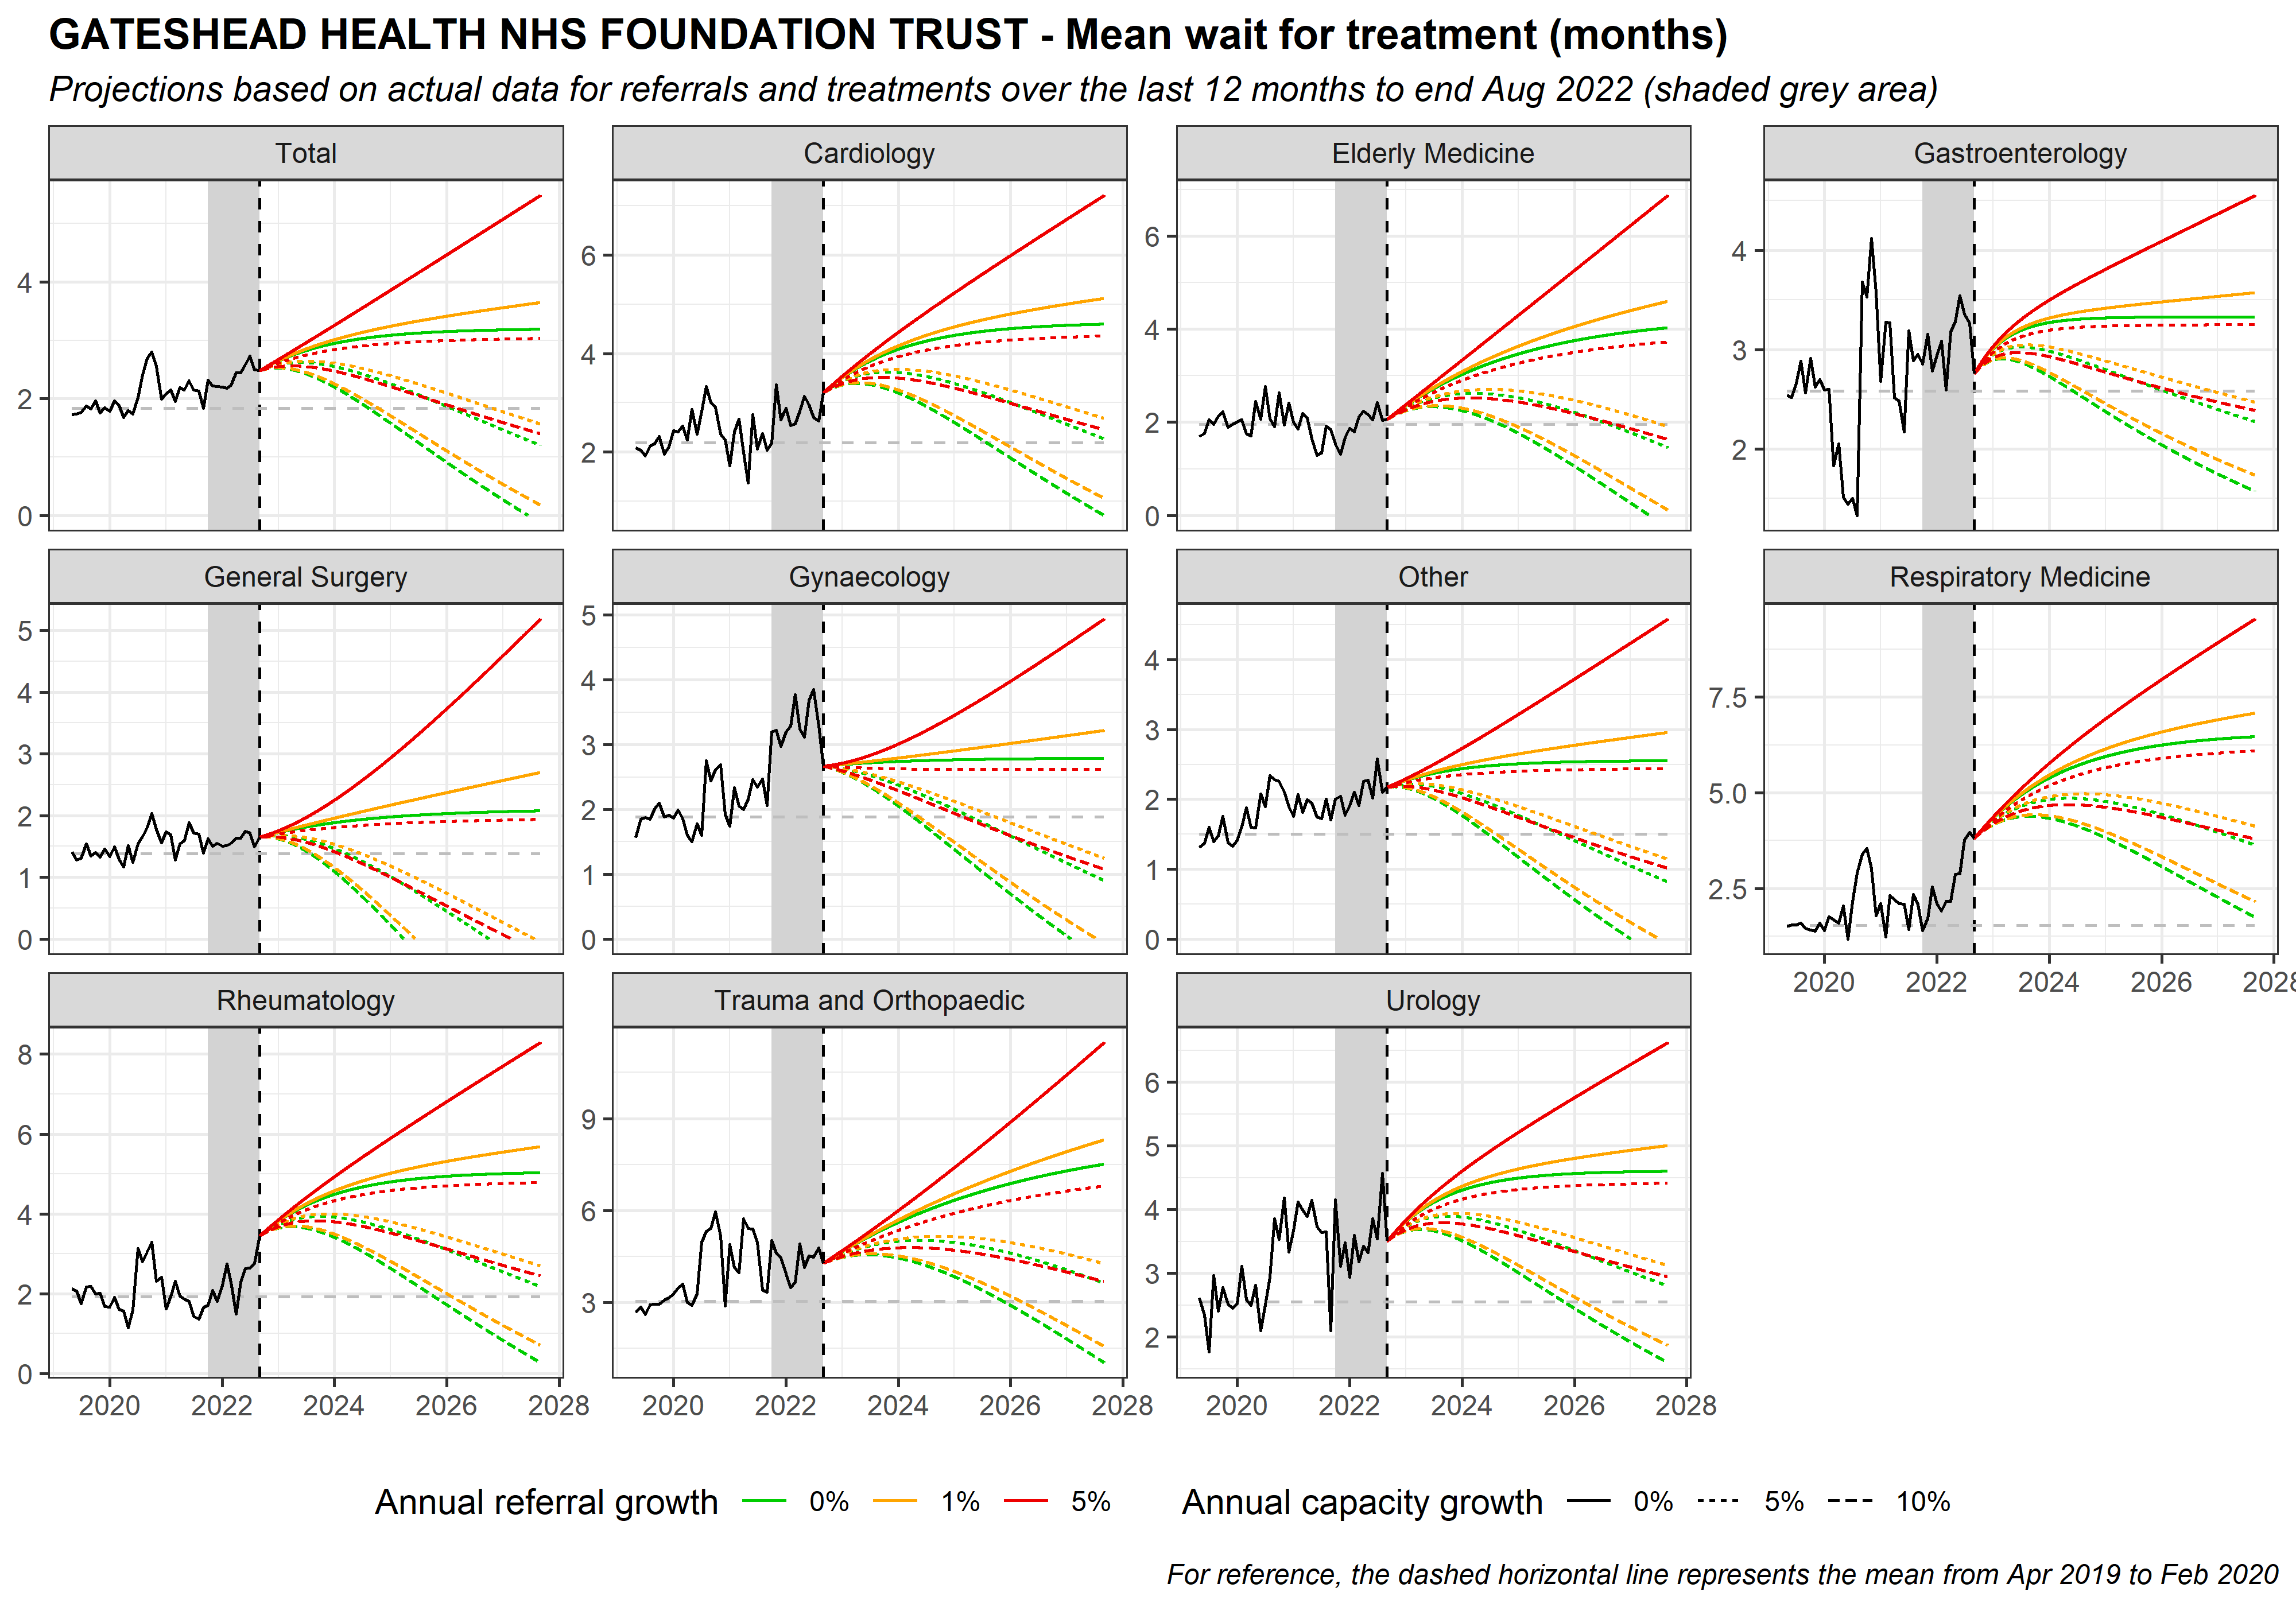 GATESHEAD HEALTH NHS FOUNDATION TRUST - Mean wait for treatment (months)
Projections based on actual data for referrals and treatments over the last 12 months to end Aug 2022 (shaded grey area)
Total
Cardiology
Elderly Medicine
Gastroenterology
4
2
0
6
4
2
6
4
2
0
4
3
2
General Surgery
Gynaecology
Other
Respiratory Medicine
5
4
3
2
1
0
5
4
3
2
1
0
4
3
2
1
0
7.5
5.0
2.5
2020 2022 2024 2026 2028
Rheumatology
Trauma and Orthopaedic
Urology
8
6
4
2
0
9
6
3
6
5
4
3
2
2020 2022 2024 2026 2028
2020 2022 2024 2026 2028
2020 2022 2024 2026 2028
Annual referral growth 0% 1% 5%
Annual capacity growth 0% 5% 10%
For reference, the dashed horizontal line represents the mean from Apr 2019 to Feb 2020